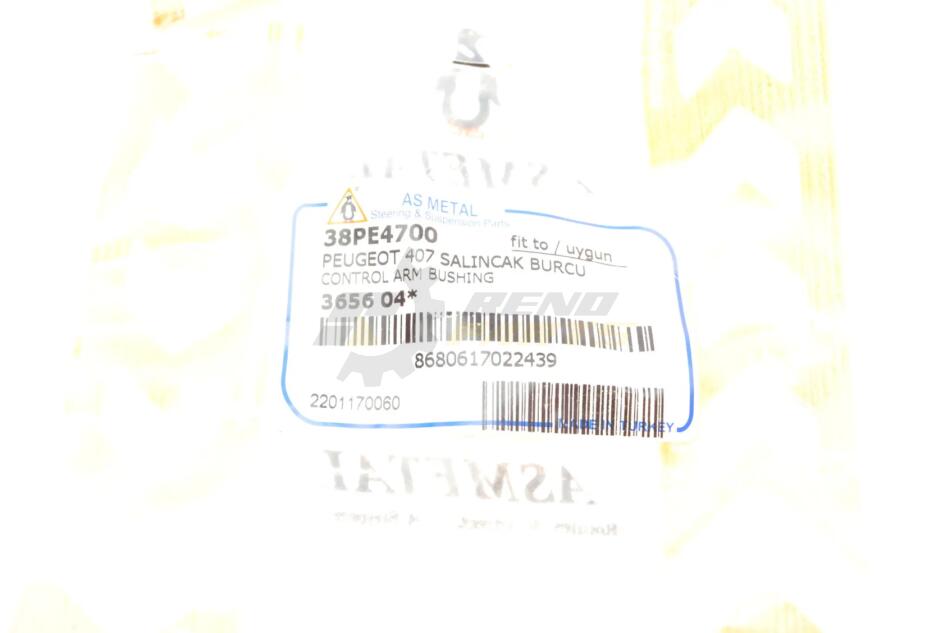 AS METAL
Steering & Suspension Parts
38PE4700
fit to / uygun
PEUGEOT 407 SALINCAK BURCU
CONTROL ARM BUSHING
3656 04*
RENO
8680617022439
2201170060
MADE IN TURKEY
ASMETAL